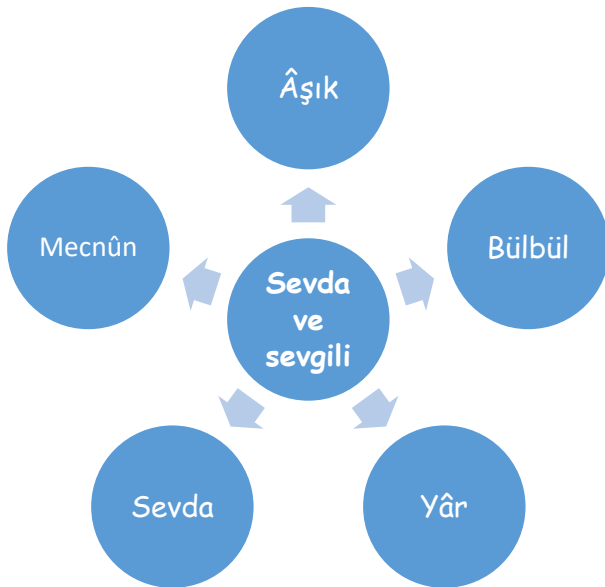 Âşık
Mecnûn
Bülbül
Sevda
ve
sevgili
Sevda
Yâr